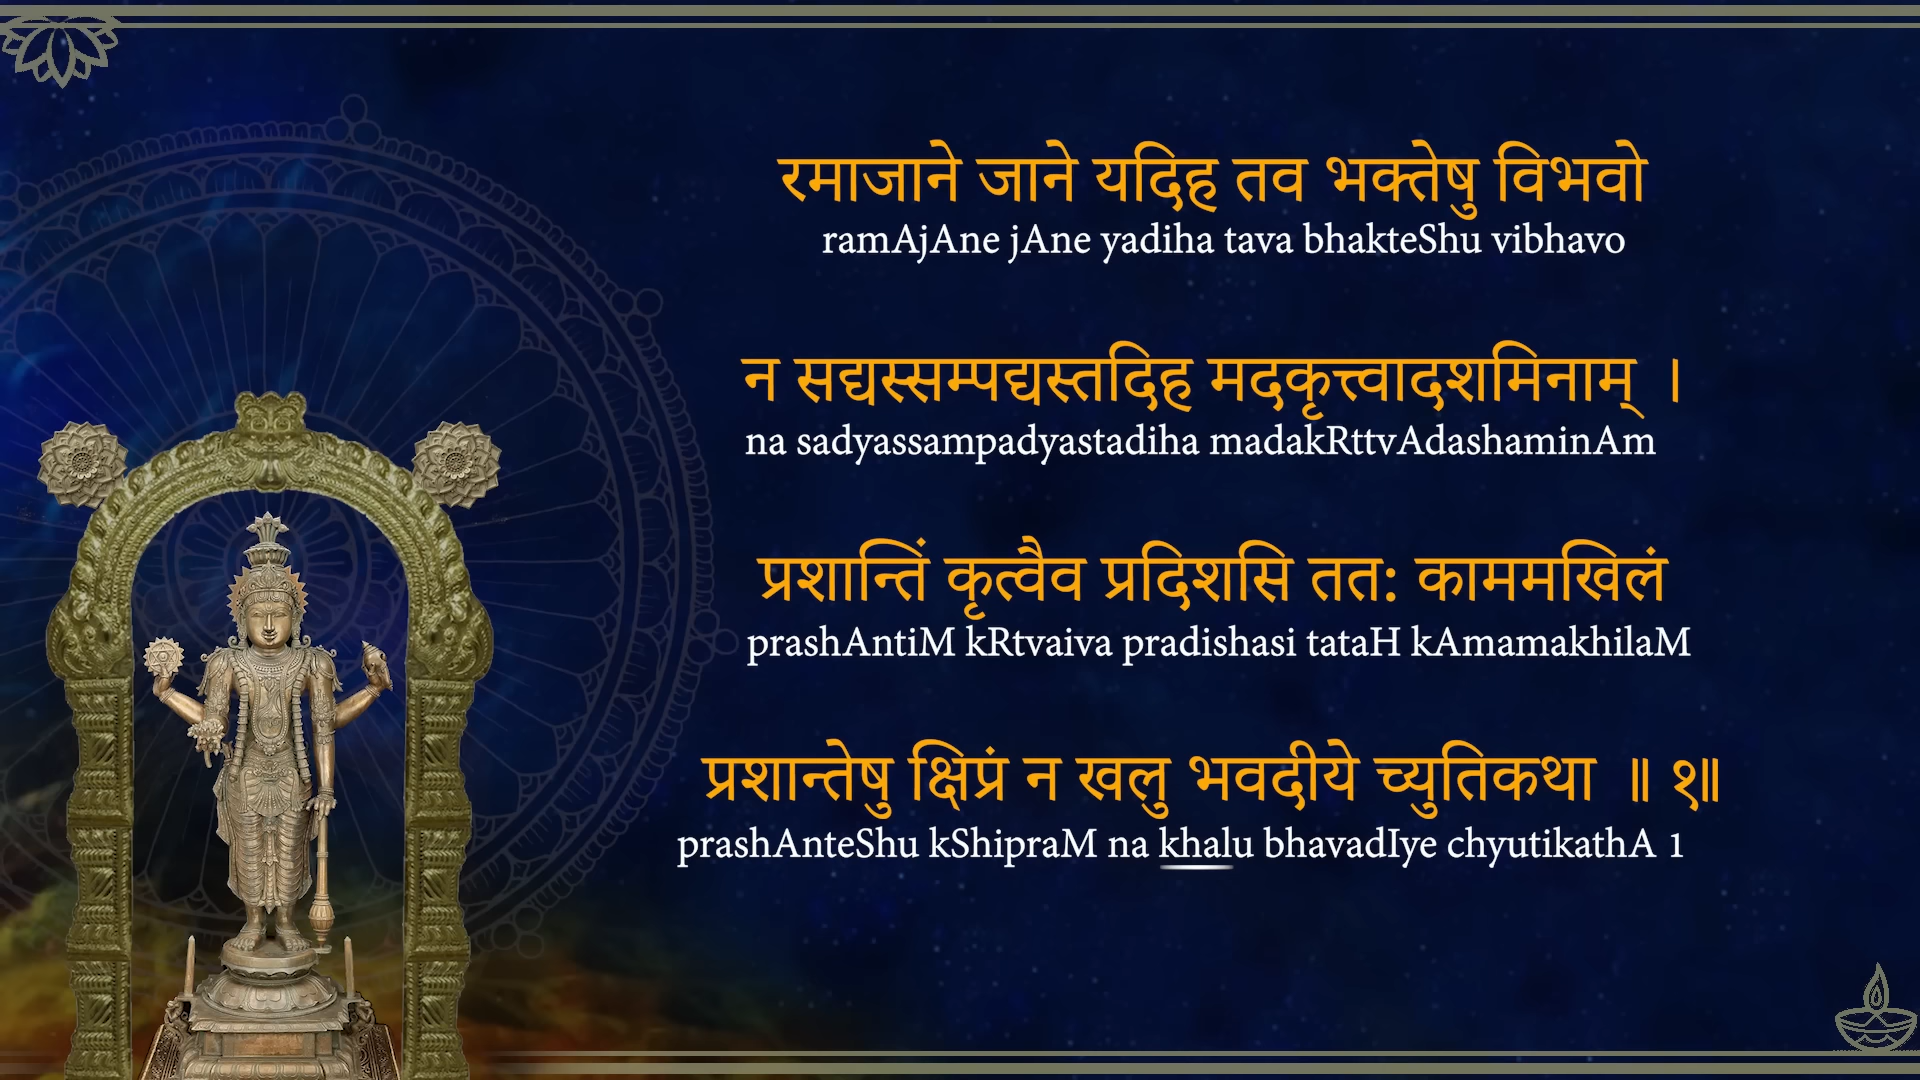 रमाजाने जाने यदिह तव भक्तेषु विभवो
ramAjAne jAne yadiha tava bhakteShu vibhavo
न सद्यस्सम्पद्यस्तदिह मदकृत्त्वादशमिनाम् ।
na sadyassampadyastadiha madakRttvAdashaminAm
प्रशान्तिं कृत्वैव प्रदिशसि तत: काममखिलं
prashAntiM kRtvaiva pradishasi tataH kAmamakhilaM
प्रशान्तेषु क्षिप्रं न खलु भवदीये च्युतिकथा ॥ १॥
prashAnteShu kShipraM na khalu bhavadIye chyutikathA 1